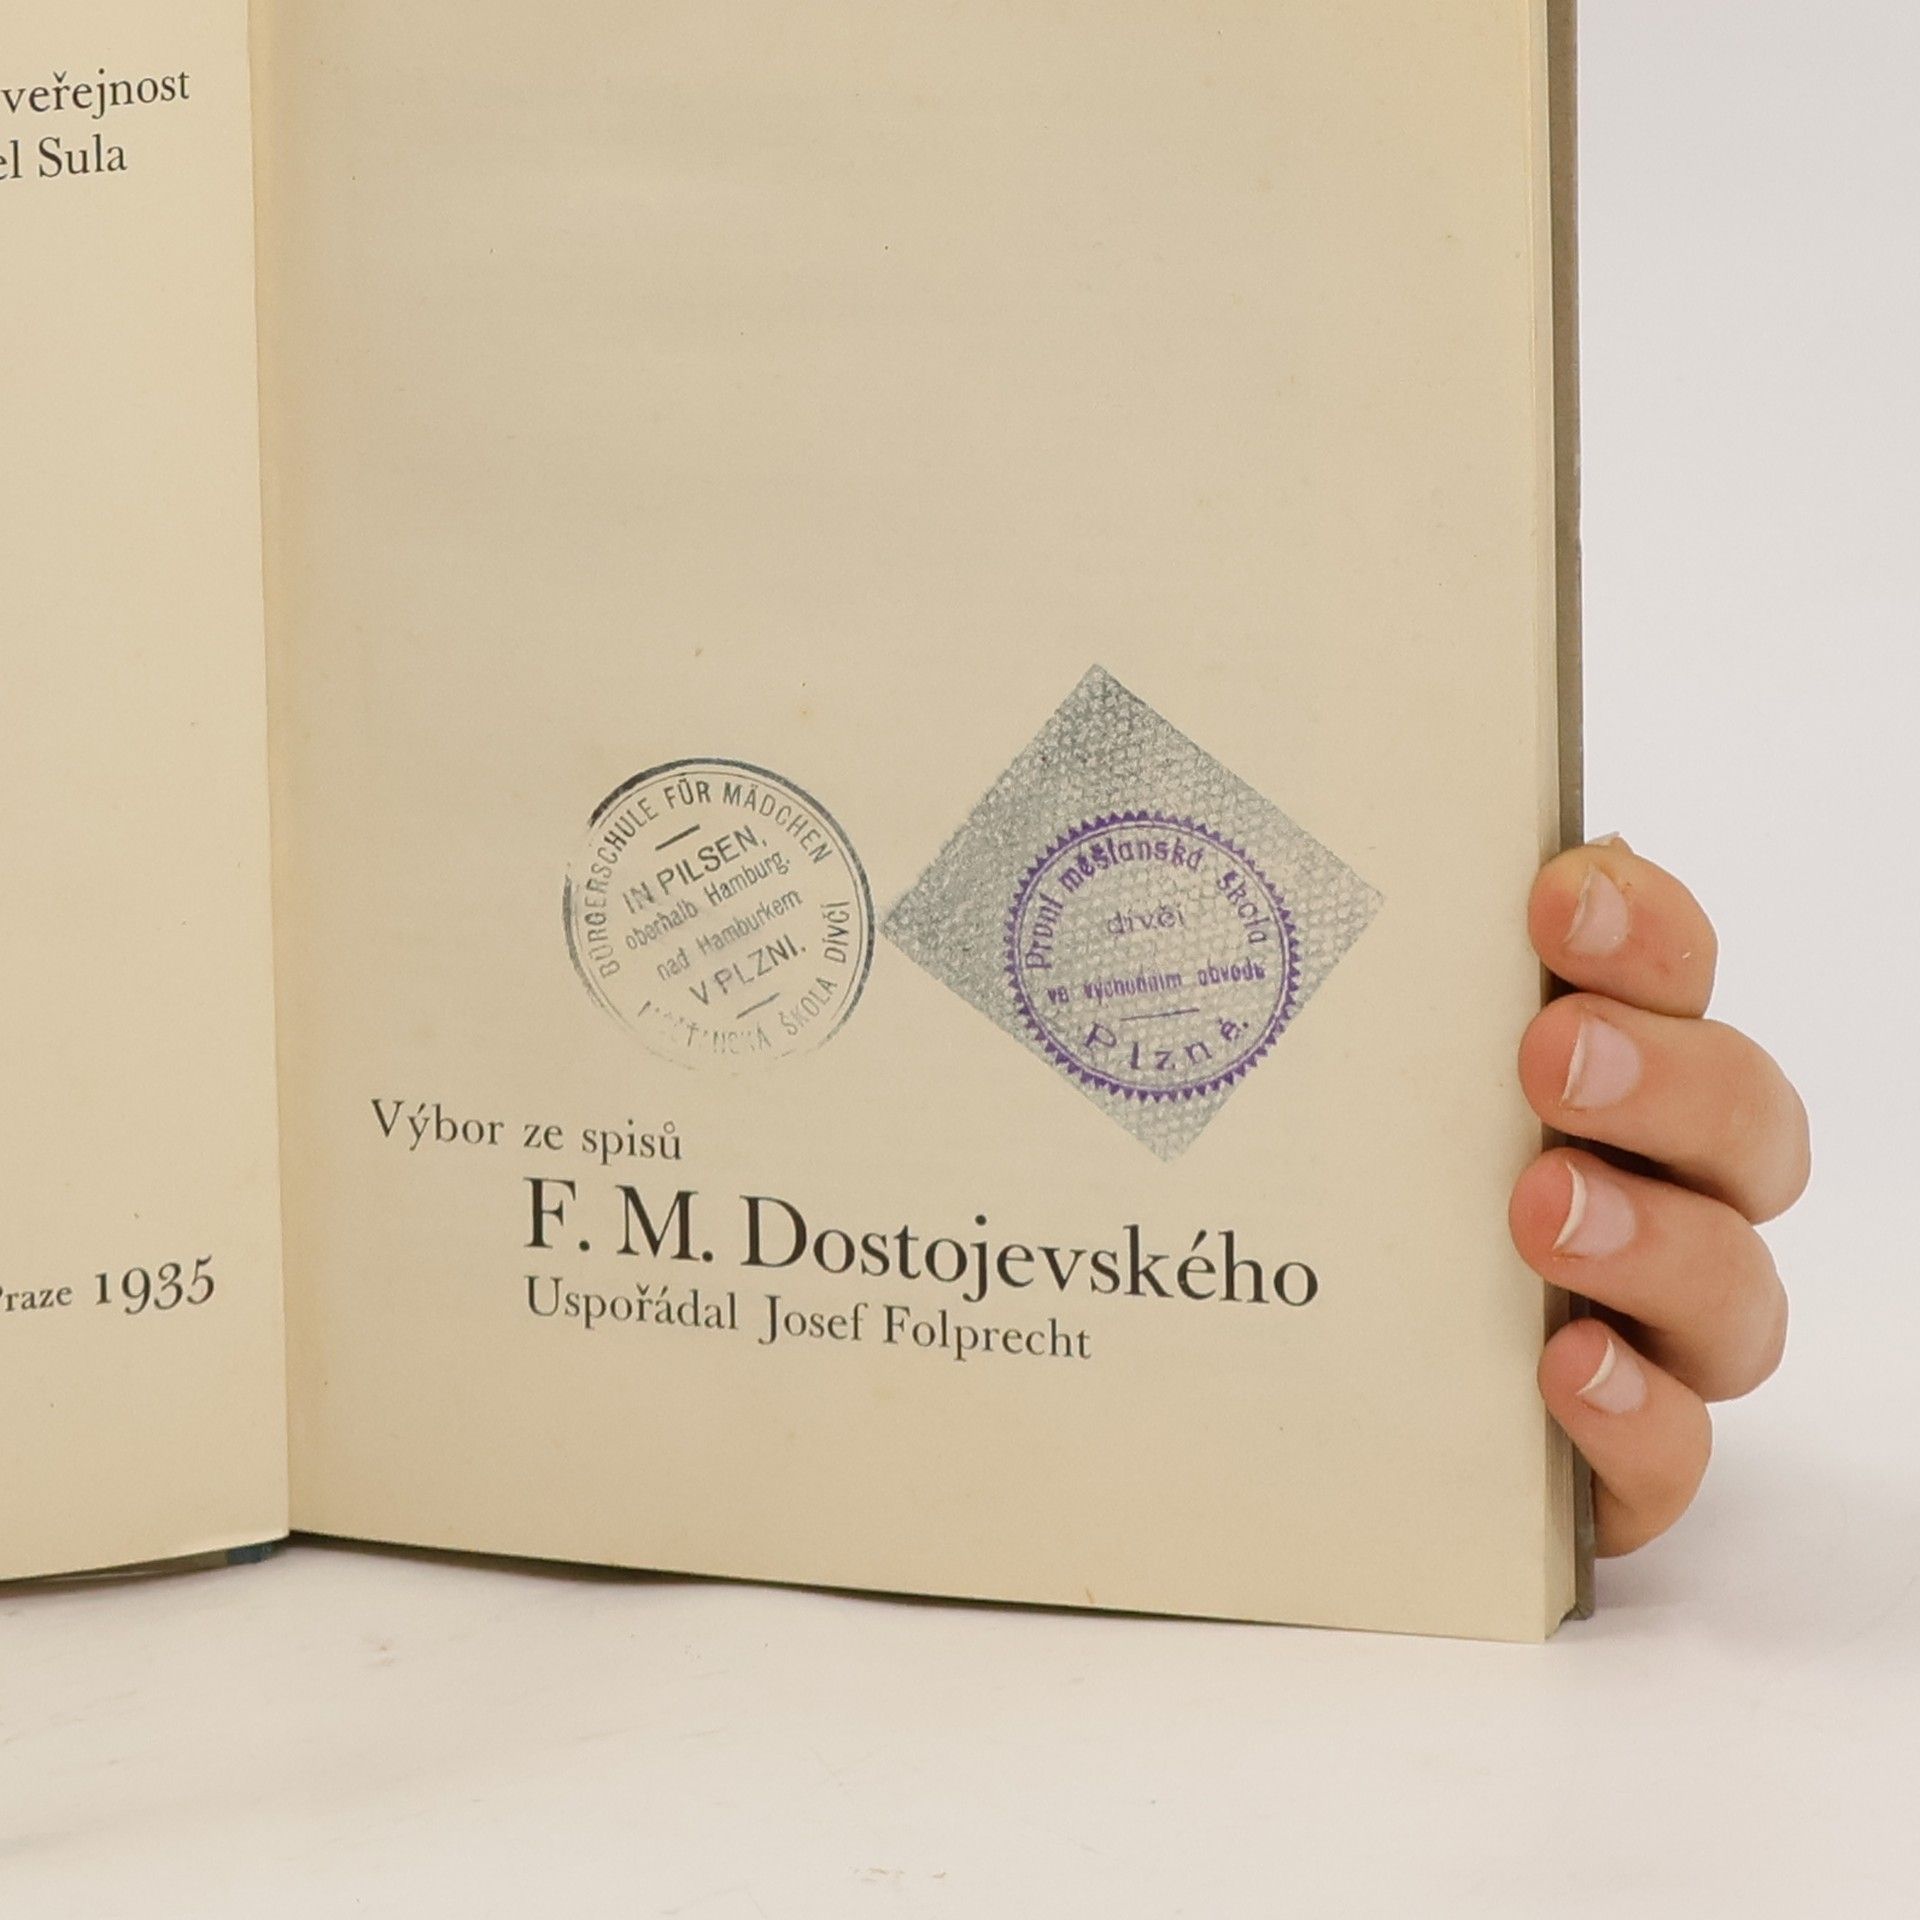 veřejnost
el Sula
Praze 1935
BÜRGERSCHULE FÜR MÄDCHEN
IN PILSEN,
oberhalb Hamburg.
nad Hamburkem
V PLZNI.
ŠKOLA DÍVČÍ
První měšťanská škola
dívčí
ve východním obvodu
Plzně.
Výbor ze spisů
F. M. Dostojevského
Uspořádal Josef Folprecht